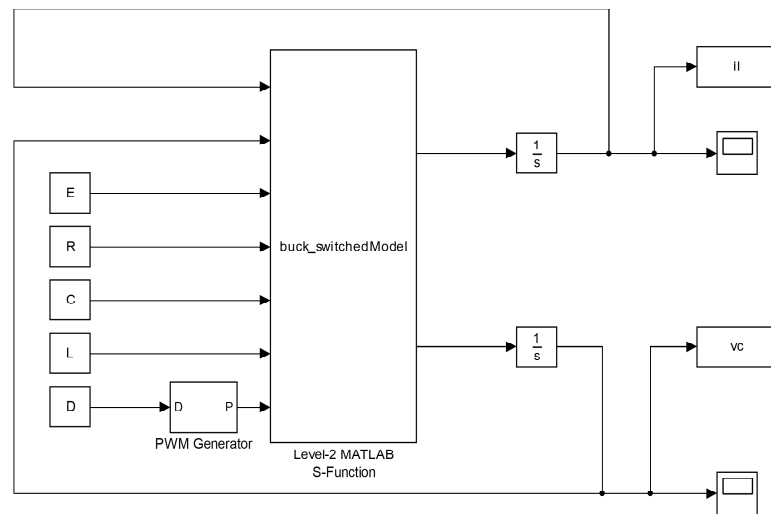 il
1
s
E
R
buck_switchedModel
C
L
1
s
vc
D
D P
PWM Generator
Level-2 MATLAB
S-Function